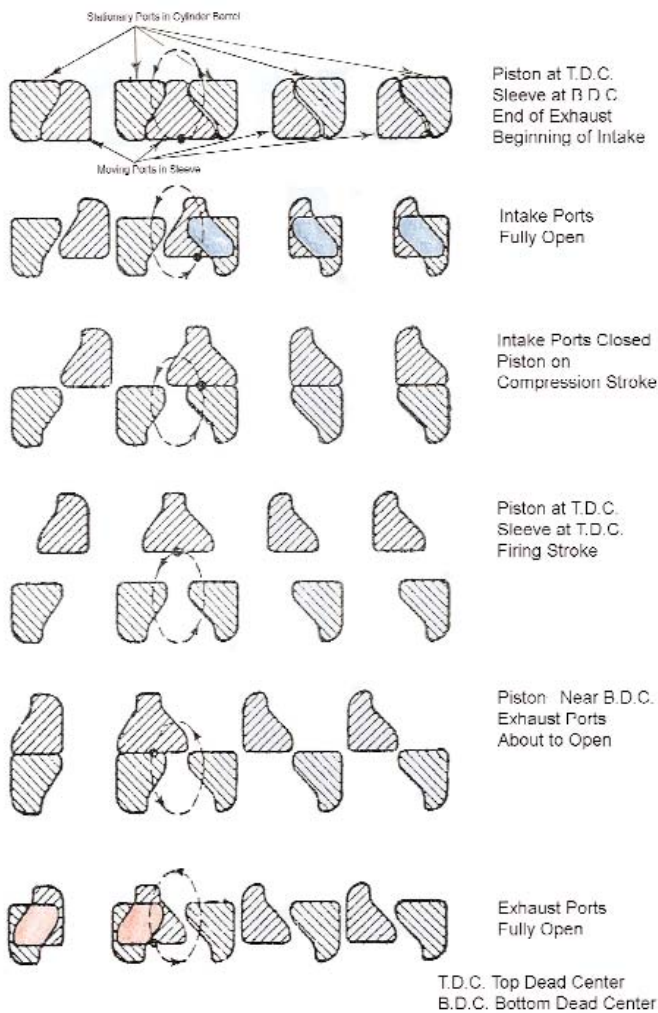 Stationary Ports in Cylinder Barrel
Piston at T.D.C.
Sleeve at B.D.C
End of Exhaust
Beginning of Intake
Moving Ports in Sleeve
Intake Ports
Fully Open
Intake Ports Closed
Piston on
Compression Stroke
Piston at T.D.C.
Sleeve at T.D.C.
Firing Stroke
Piston Near B.D.C.
Exhaust Ports
About to Open
Exhaust Ports
Fully Open
T.D.C. Top Dead Center
B.D.C. Bottom Dead Center